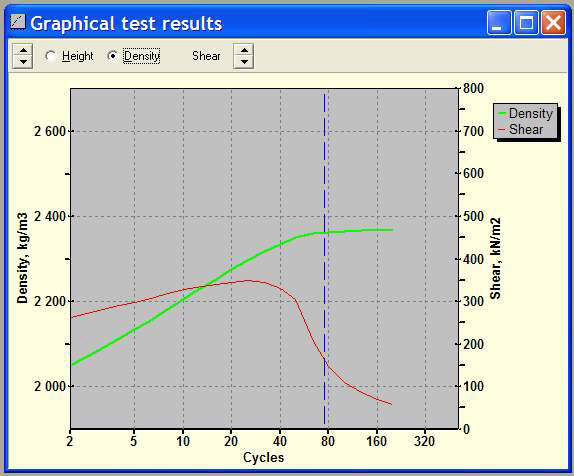 Graphical test results
Height Density Shear
Density
Shear
Density, kg/m3
2 600
2 400
2 200
2 000
800
700
600
500
400
300
200
100
0
Shear, kN/m2
2 5 10 20 40 80 160 320
Cycles